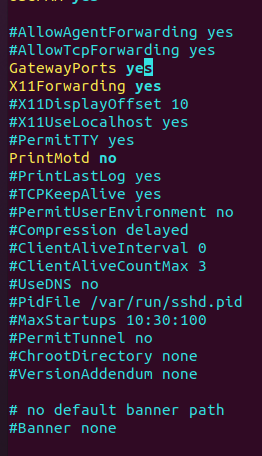 #AllowAgentForwarding yes
#AllowTcpForwarding yes
GatewayPorts yes
X11Forwarding yes
#X11DisplayOffset 10
#X11UseLocalhost yes
#PermitTTY yes
PrintMotd no
#PrintLastLog yes
#TCPKeepAlive yes
#PermitUserEnvironment no
#Compression delayed
#ClientAliveInterval 0
#ClientAliveCountMax 3
#UseDNS no
#PidFile /var/run/sshd.pid
#MaxStartups 10:30:100
#PermitTunnel no
#ChrootDirectory none
#VersionAddendum none
# no default banner path
#Banner none